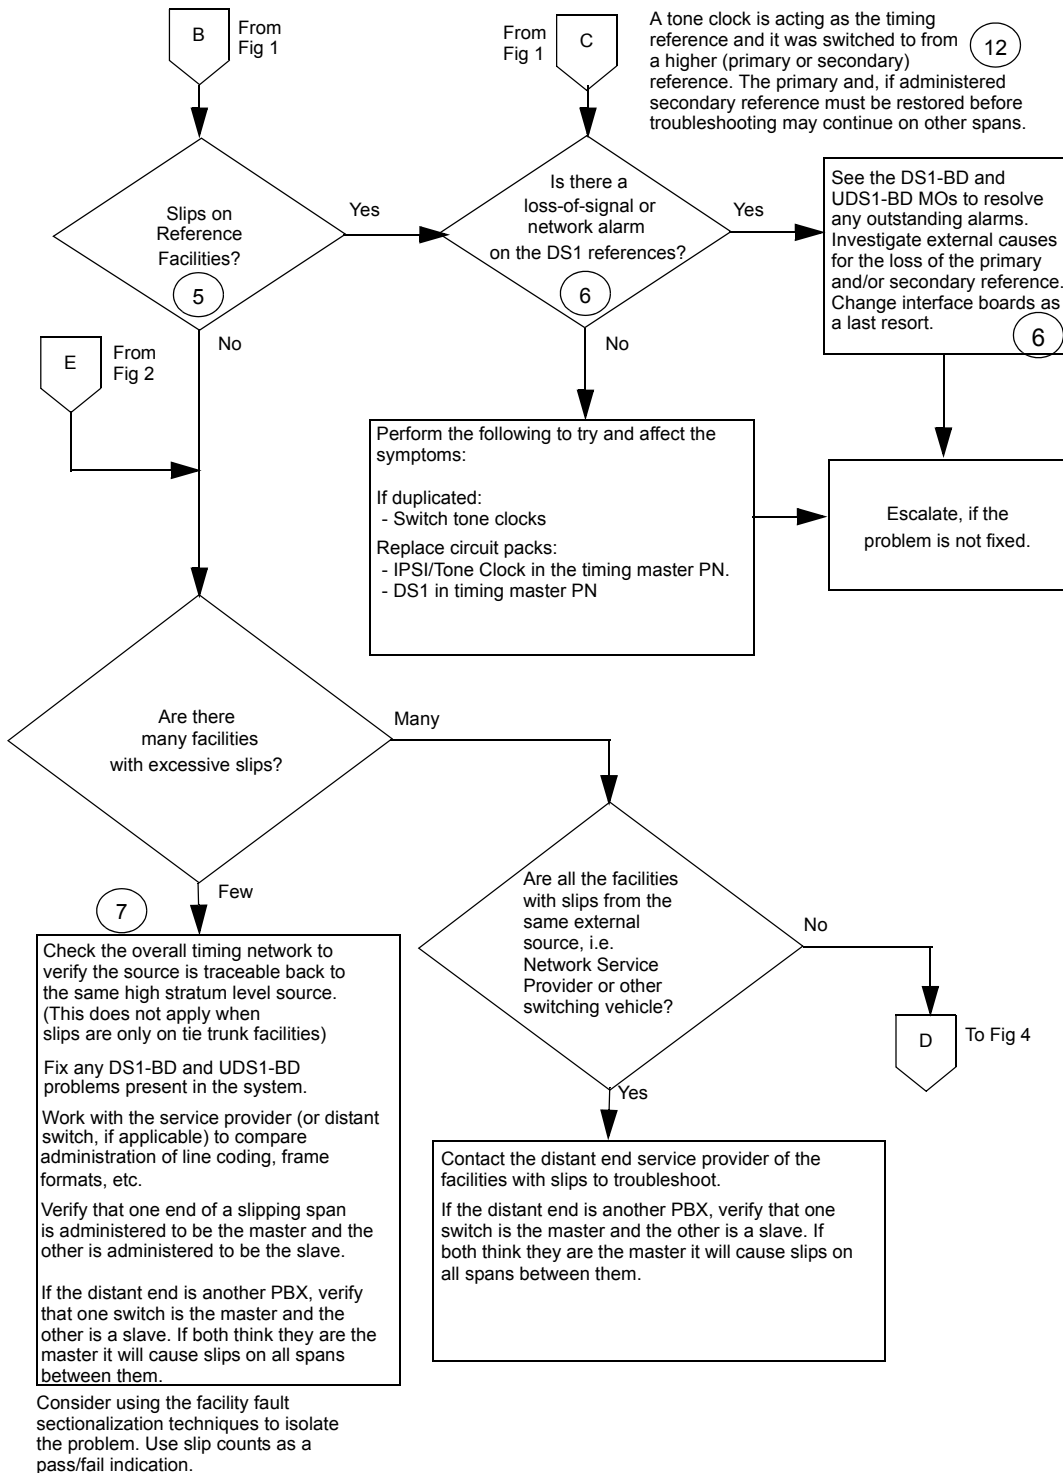 B
From
Fig 1
From
Fig 1
C
A tone clock is acting as the timing
reference and it was switched to from
a higher (primary or secondary)
reference. The primary and, if administered
secondary reference must be restored before
troubleshooting may continue on other spans.
12
Slips on
Reference
Facilities?
5
Yes
No
Is there a
loss-of-signal or
network alarm
on the DS1 references?
6
Yes
No
See the DS1-BD and
UDS1-BD MOs to resolve
any outstanding alarms.
Investigate external causes
for the loss of the primary
and/or secondary reference.
Change interface boards as
a last resort.
6
E
From
Fig 2
Perform the following to try and affect the
symptoms:
If duplicated:
- Switch tone clocks
Replace circuit packs:
- IPSI/Tone Clock in the timing master PN.
- DS1 in timing master PN
Escalate, if the
problem is not fixed.
Are there
many facilities
with excessive slips?
Many
Few
7
Check the overall timing network to
verify the source is traceable back to
the same high stratum level source.
(This does not apply when
slips are only on tie trunk facilities)
Fix any DS1-BD and UDS1-BD
problems present in the system.
Work with the service provider (or distant
switch, if applicable) to compare
administration of line coding, frame
formats, etc.
Verify that one end of a slipping span
is administered to be the master and the
other is administered to be the slave.
If the distant end is another PBX, verify
that one switch is the master and the
other is a slave. If both think they are the
master it will cause slips on all spans
between them.
Consider using the facility fault
sectionalization techniques to isolate
the problem. Use slip counts as a
pass/fail indication.
Are all the facilities
with slips from the
same external
source, i.e.
Network Service
Provider or other
switching vehicle?
No
D
To Fig 4
Yes
Contact the distant end service provider of the
facilities with slips to troubleshoot.
If the distant end is another PBX, verify that one
switch is the master and the other is a slave. If
both think they are the master it will cause slips on
all spans between them.